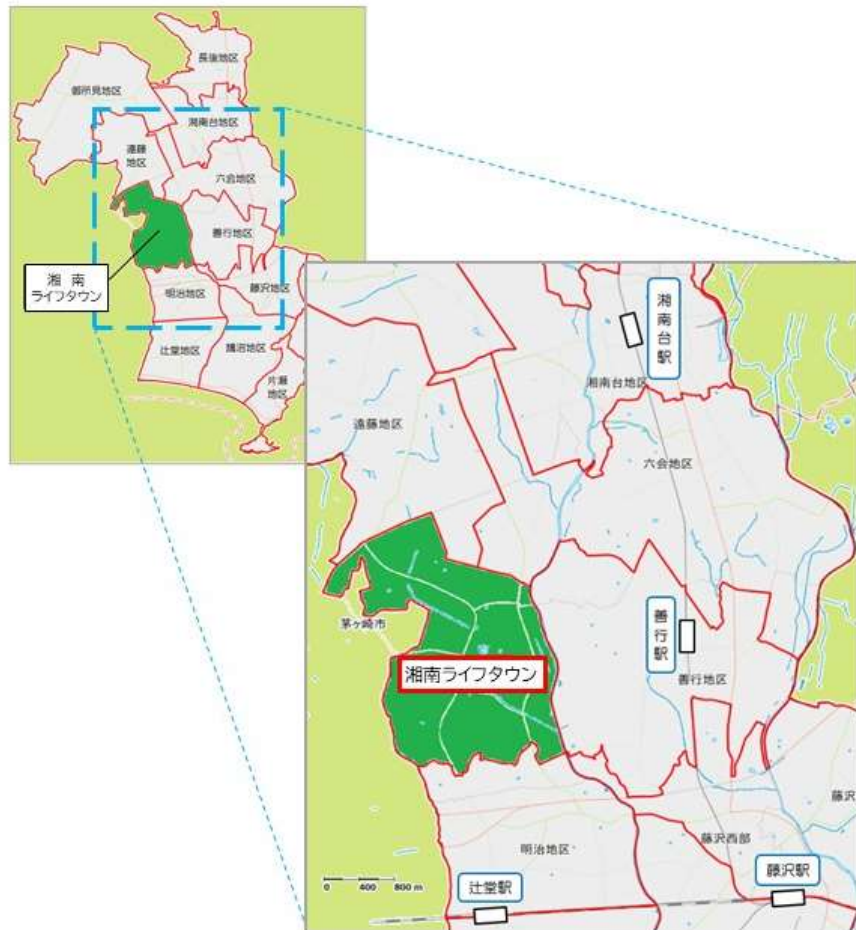 長後地区
御所見地区
湘南台地区
遠藤
地区
六会地区
善行地区
湘 南
ライフタウン
明治地区
藤沢地区
辻堂地区
鵠沼地区
片瀬
地区
湘南台駅
湘南台地区
遠藤地区
六会地区
茅ヶ崎市
善行駅
湘南ライフタウン
善行地区
藤沢
藤沢西部
明治地区
藤沢駅
辻堂駅
0 400 800 m